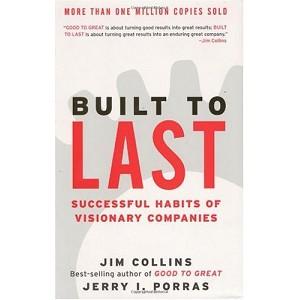 MORE THAN ONE MILLION COPIES SOLD
"GOOD TO GREAT is about turning good results into great results; BUILT
TO LAST is about turning great results into an enduring great company."
—Jim Collins
BUILT TO
LAST
SUCCESSFUL HABITS OF
VISIONARY COMPANIES
JIM COLLINS
Best-selling author of GOOD TO GREAT
JERRY I. PORRAS